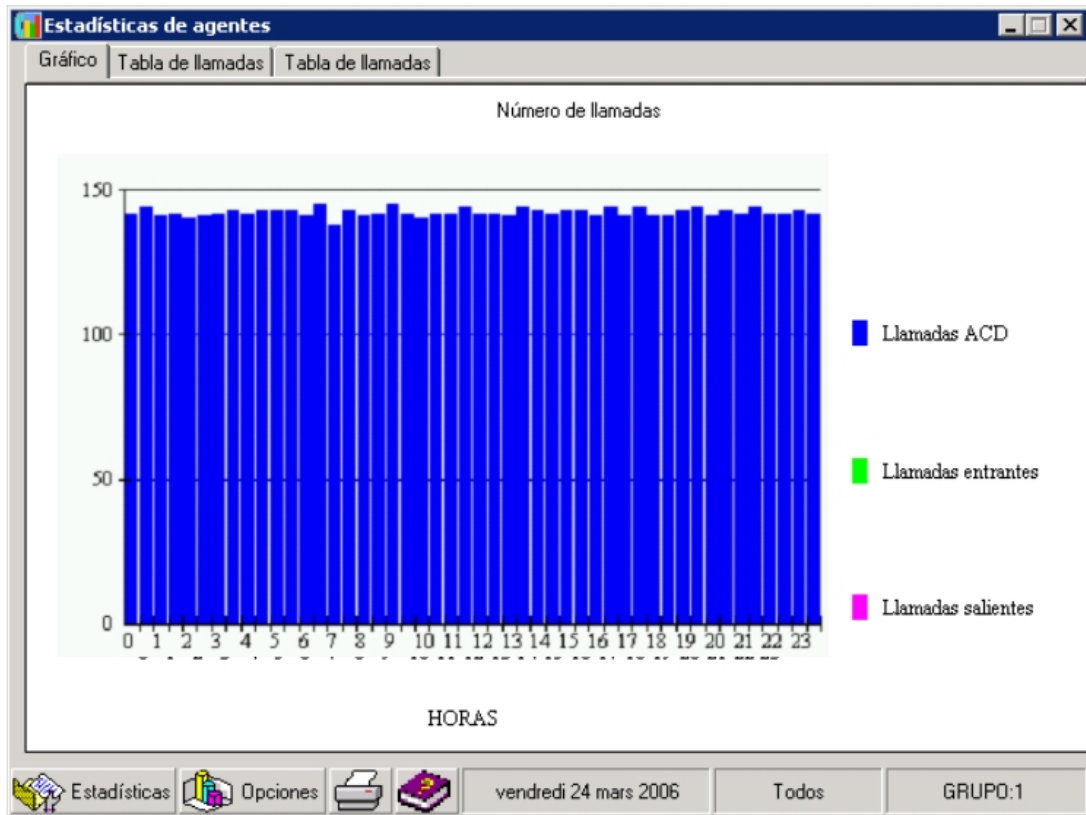 Estadísticas de agentes
Gráfico Tabla de llamadas Tabla de llamadas
Número de llamadas
150
100
50
0
0 1 2 3 4 5 6 7 8 9 10 11 12 13 14 15 16 17 18 19 20 21 22 23
HORAS
Llamadas ACD
Llamadas entrantes
Llamadas salientes
Estadísticas Opciones vendredi 24 mars 2006 Todos GRUPO:1